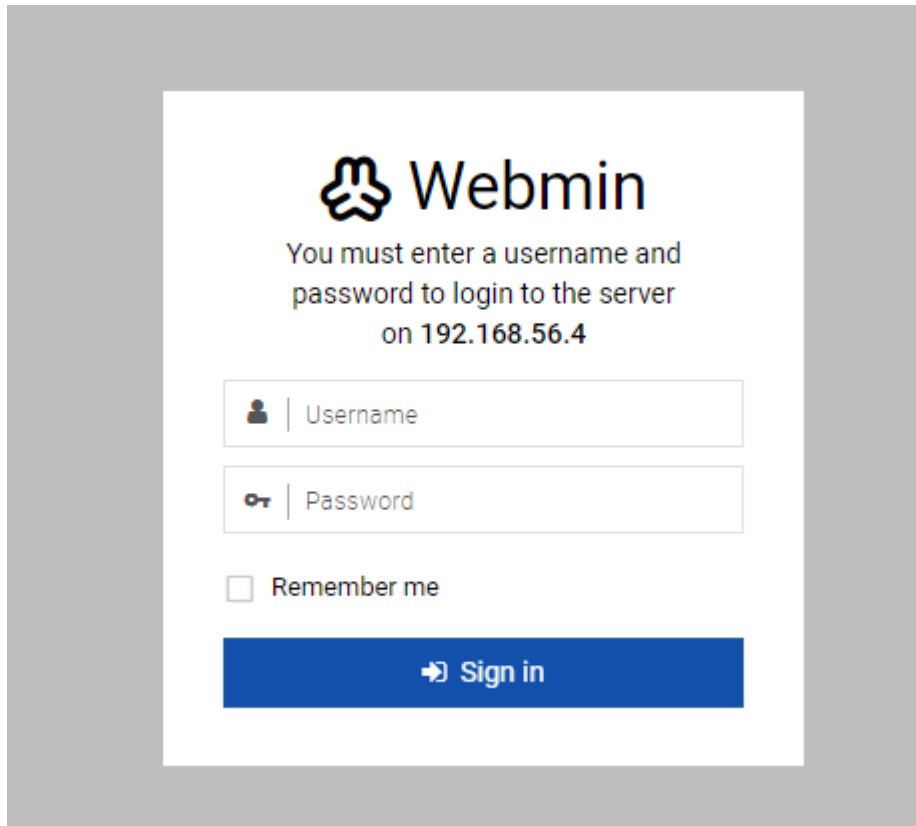 Webmin
You must enter a username and
password to login to the server
on 192.168.56.4
Username
Password
Remember me
Sign in